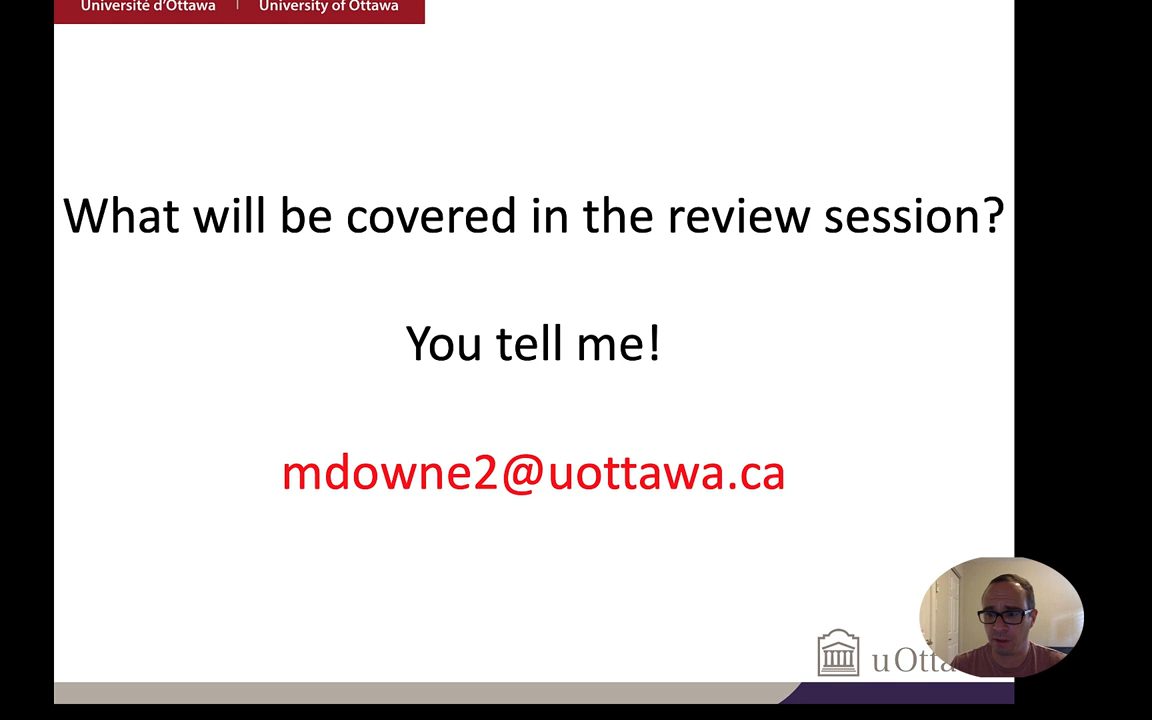 Université d'Ottawa | University of Ottawa
What will be covered in the review session?
You tell me!
mdowne2@uottawa.ca
uOtta